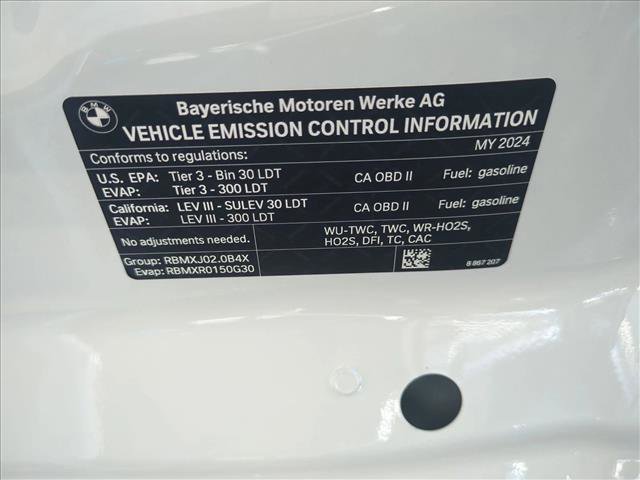 BMW
Bayerische Motoren Werke AG
VEHICLE EMISSION CONTROL INFORMATION
Conforms to regulations: MY 2024
U.S. EPA: Tier 3 - Bin 30 LDT CA OBD II Fuel: gasoline
EVAP: Tier 3 - 300 LDT
California: LEV III - SULEV 30 LDT CA OBD II Fuel: gasoline
EVAP: LEV III - 300 LDT
No adjustments needed. WU-TWC, TWC, WR-HO2S,
HO2S, DFI, TC, CAC
Group: RBMXJ02.0B4X
Evap: RBMXR0150G30 8 867 207